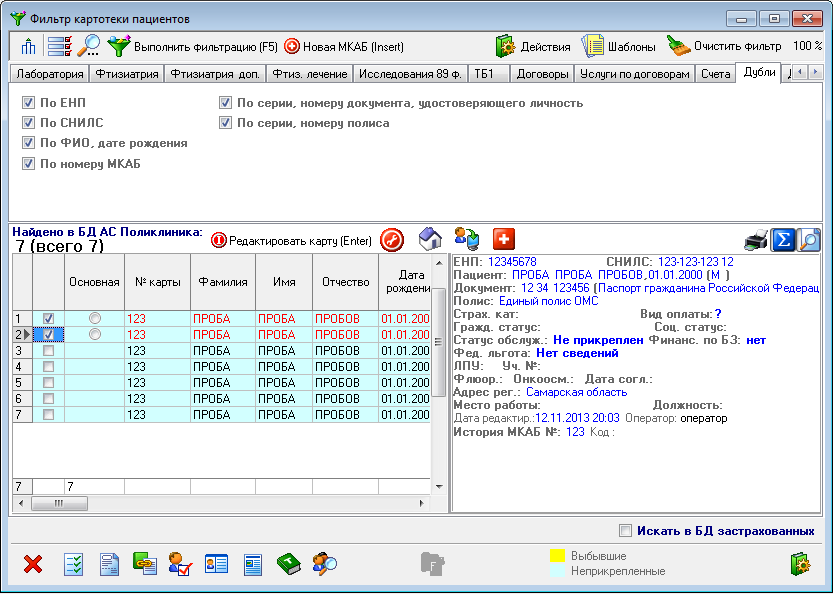 Фильтр картотеки пациентов
Выполнить фильтрацию (F5) Новая МКАБ (Insert) Действия Шаблоны Очистить фильтр 100 %
Лаборатория Фтизиатрия Фтизиатрия доп. Фтиз. лечение Исследования 89 ф. ТБ1 Договоры Услуги по договорам Счета Дубли
По ЕНП По серии, номеру документа, удостоверяющего личность
По СНИЛС По серии, номеру полиса
По ФИО, дате рождения
По номеру МКАБ
Найдено в БД АС Поликлиника:
7 (всего 7) Редактировать карту (Enter)
Основная № карты Фамилия Имя Отчество Дата рождени
1 123 ПРОБА ПРОБА ПРОБОВ 01.01.200
2 123 ПРОБА ПРОБА ПРОБОВ 01.01.200
3 123 ПРОБА ПРОБА ПРОБОВ 01.01.200
4 123 ПРОБА ПРОБА ПРОБОВ 01.01.200
5 123 ПРОБА ПРОБА ПРОБОВ 01.01.200
6 123 ПРОБА ПРОБА ПРОБОВ 01.01.200
7 123 ПРОБА ПРОБА ПРОБОВ 01.01.200
7 7
ЕНП: 12345678 СНИЛС: 123-123-123 12
Пациент: ПРОБА ПРОБА ПРОБОВ, 01.01.2000 (М )
Документ: 12 34 123456 (Паспорт гражданина Российской Федерац
Полис: Единый полис ОМС
Страх. кат: Вид оплаты: ?
Гражд. статус: Соц. статус:
Статус обслуж.: Не прикреплен Финанс. по БЗ: нет
Фед. льгота: Нет сведений
ЛПУ: Уч. №:
Флюор.: Онкоосм.: Дата согл.:
Адрес рег.: Самарская область
Место работы: Должность:
Дата редактир.:12.11.2013 20:03 Оператор: оператор
История МКАБ №: 123 Код :
Искать в БД застрахованных
Выбывшие
Неприкрепленные